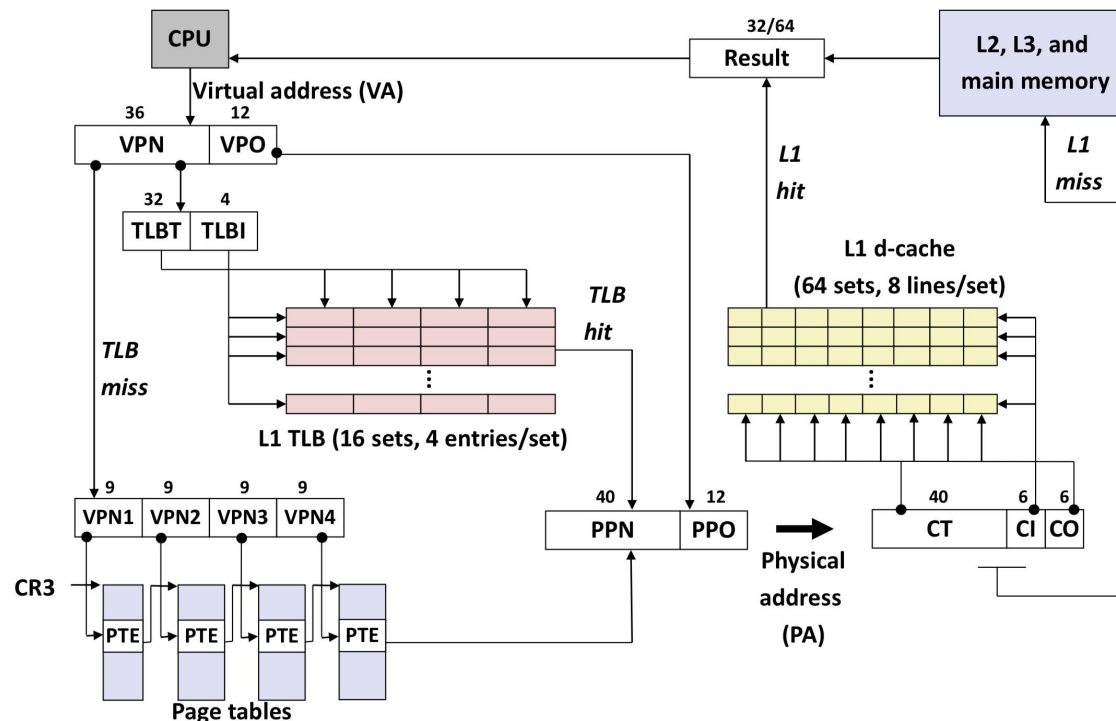 32/64
CPU
Result
L2, L3, and
main memory
Virtual address (VA)
36
12
VPN
VPO
L1
hit
L1
miss
32
4
TLBT
TLBI
L1 d-cache
(64 sets, 8 lines/set)
TLB
hit
TLB
miss
...
...
L1 TLB (16 sets, 4 entries/set)
9
9
9
9
VPN1
VPN2
VPN3
VPN4
40
12
PPN
PPO
40
6
6
CT
CI
CO
Physical
address
(PA)
CR3
PTE
PTE
PTE
PTE
Page tables